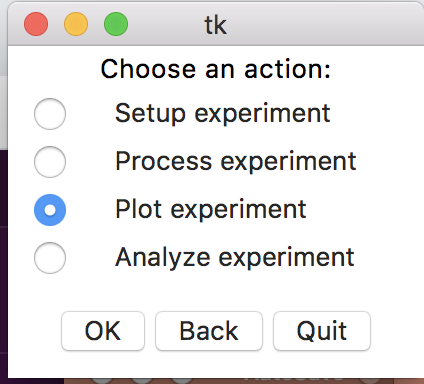 tk
Choose an action:
Setup experiment
Process experiment
Plot experiment
Analyze experiment
OK Back Quit